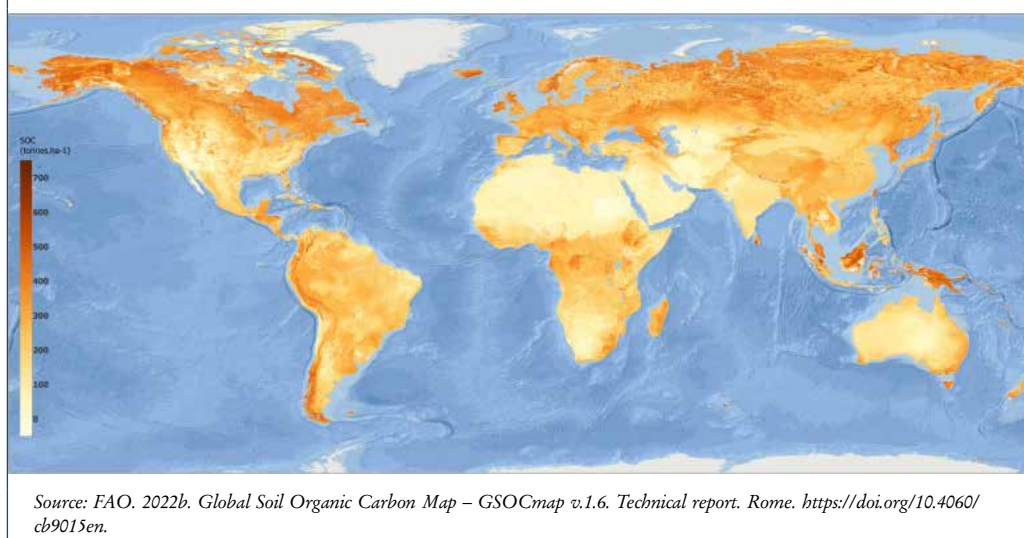 SOC
(tonnes.ha-1)
700
600
500
400
300
200
100
0
Source: FAO. 2022b. Global Soil Organic Carbon Map – GSOCmap v.1.6. Technical report. Rome. https://doi.org/10.4060/
cb9015en.